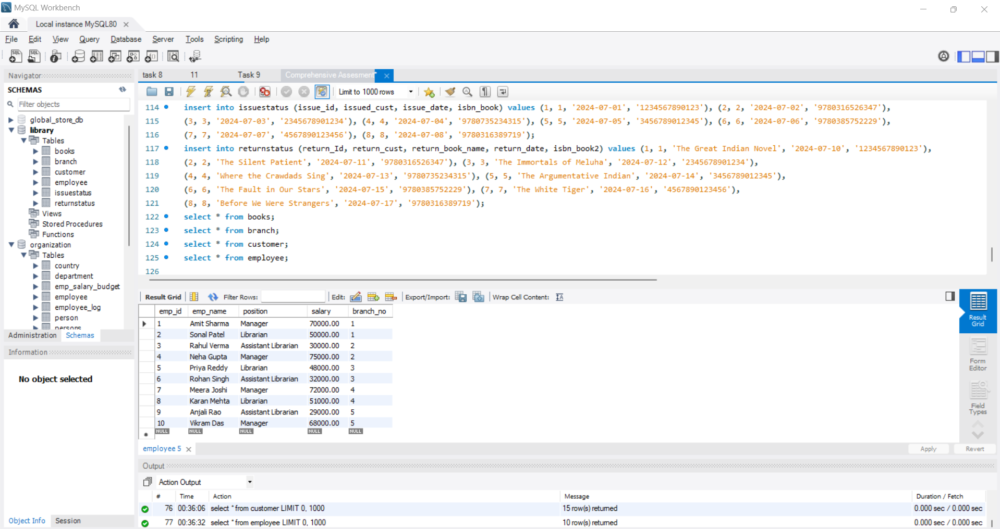 MySQL Workbench
Local instance MySQL80
File Edit View Query Database Server Tools Scripting Help
Navigator
SCHEMAS
Filter objects
global_store_db
library
Tables
books
branch
customer
employee
issuestatus
returnstatus
Views
Stored Procedures
Functions
organization
Tables
country
department
emp_salary_budget
employee
employee_log
person
persons
Administration Schemas
Information
No object selected
Object Info Session
task 8 11 Task 9 Comprehensive Assesment*
Limit to 1000 rows
114 insert into issuestatus (issue_id, issued_cust, issue_date, isbn_book) values (1, 1, '2024-07-01', '1234567890123'), (2, 2, '2024-07-02', '9780316526347'),
115 (3, 3, '2024-07-03', '2345678901234'), (4, 4, '2024-07-04', '9780735234315'), (5, 5, '2024-07-05', '3456789012345'), (6, 6, '2024-07-06', '9780385752229'),
116 (7, 7, '2024-07-07', '4567890123456'), (8, 8, '2024-07-08', '9780316389719');
117 insert into returnstatus (return_Id, return_cust, return_book_name, return_date, isbn_book2) values (1, 1, 'The Great Indian Novel', '2024-07-10', '1234567890123'),
118 (2, 2, 'The Silent Patient', '2024-07-11', '9780316526347'), (3, 3, 'The Immortals of Meluha', '2024-07-12', '2345678901234'),
119 (4, 4, 'Where the Crawdads Sing', '2024-07-13', '9780735234315'), (5, 5, 'The Argumentative Indian', '2024-07-14', '3456789012345'),
120 (6, 6, 'The Fault in Our Stars', '2024-07-15', '9780385752229'), (7, 7, 'The White Tiger', '2024-07-16', '4567890123456'),
121 (8, 8, 'Before We Were Strangers', '2024-07-17', '9780316389719');
122 select * from books;
123 select * from branch;
124 select * from customer;
125 select * from employee;
126
Result Grid Filter Rows: Edit: Export/Import: Wrap Cell Content:
emp_id emp_name position salary branch_no
1 Amit Sharma Manager 70000.00 1
2 Sonal Patel Librarian 50000.00 1
3 Rahul Verma Assistant Librarian 30000.00 2
4 Neha Gupta Manager 75000.00 2
5 Priya Reddy Librarian 48000.00 3
6 Rohan Singh Assistant Librarian 32000.00 3
7 Meera Joshi Manager 72000.00 4
8 Karan Mehta Librarian 51000.00 4
9 Anjali Rao Assistant Librarian 29000.00 5
10 Vikram Das Manager 68000.00 5
NULL NULL NULL NULL NULL
Result Grid
Form Editor
Field Types
employee 5
Apply Revert
Output
Action Output
# Time Action Message Duration / Fetch
76 00:36:06 select * from customer LIMIT 0, 1000 15 row(s) returned 0.000 sec / 0.000 sec
77 00:36:32 select * from employee LIMIT 0, 1000 10 row(s) returned 0.000 sec / 0.000 sec